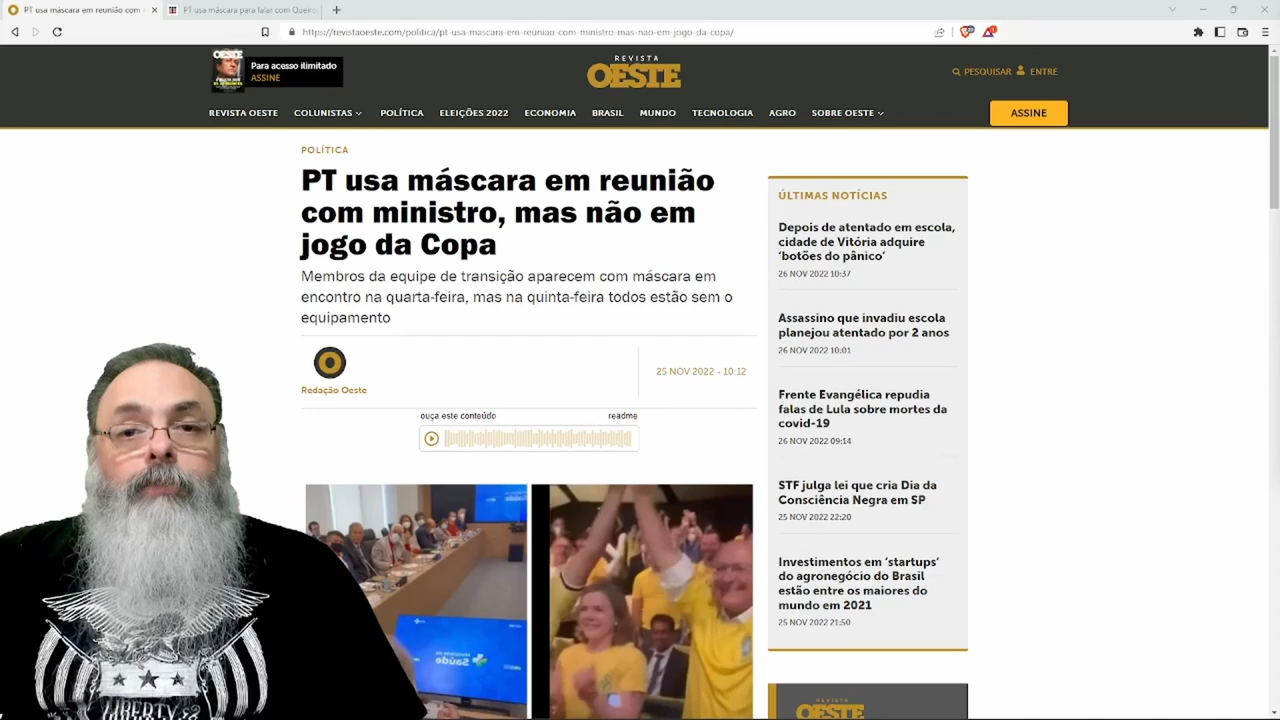 PT usa máscara em reunião com m
PT usa máscara para falar com Queiro
https://revistaoeste.com/politica/pt-usa-mascara-em-reuniao-com-ministro-mas-nao-em-jogo-da-copa/
OESTE
Para acesso ilimitado
ASSINE
REVISTA
OESTE
PESQUISAR
ENTRE
REVISTA OESTE
COLUNISTAS
POLÍTICA
ELEIÇÕES 2022
ECONOMIA
BRASIL
MUNDO
TECNOLOGIA
AGRO
SOBRE OESTE
ASSINE
POLÍTICA
PT usa máscara em reunião
com ministro, mas não em
jogo da Copa
Membros da equipe de transição aparecem com máscara em
encontro na quarta-feira, mas na quinta-feira todos estão sem o
equipamento
Redação Oeste
25 NOV 2022 - 10:12
ouça este conteúdo
readme
ÚLTIMAS NOTÍCIAS
Depois de atentado em escola,
cidade de Vitória adquire
‘botões do pânico’
26 NOV 2022 10:37
Assassino que invadiu escola
planejou atentado por 2 anos
26 NOV 2022 10:01
Frente Evangélica repudia
falas de Lula sobre mortes da
covid-19
26 NOV 2022 09:14
STF julga lei que cria Dia da
Consciência Negra em SP
25 NOV 2022 22:20
Investimentos em ‘startups’
do agronegócio do Brasil
estão entre os maiores do
mundo em 2021
25 NOV 2022 21:50
Saúde
LIBERTY
REVISTA
OESTE